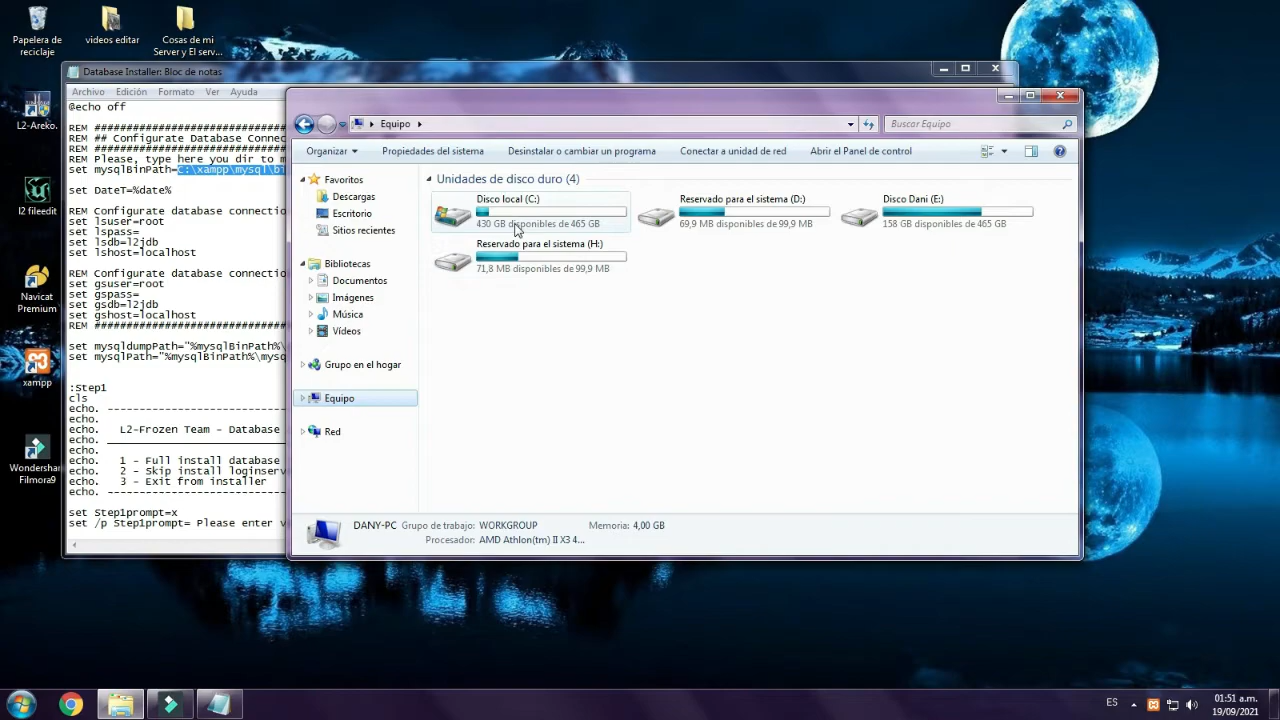 Papelera de
reciclaje
videos editar
Cosas de mi
Server y El serv...
L2-Areko.
l2 fileedit
Navicat
Premium
xampp
Wondershar
Filmora9
Database Installer: Bloc de notas
Archivo Edición Formato Ver Ayuda
@echo off
REM ############################
REM ## Configurate Database Connec
REM ############################
REM Please, type here you dir to m
set mysqlBinPath=C:\xampp\mysql\bi
set DateT=%date%
REM Configurate database connectio
set lsuser=root
set lspass=
set lsdb=l2jdb
set lshost=localhost
REM Configurate database connectio
set gsuser=root
set gspass=
set gsdb=l2jdb
set gshost=localhost
REM ############################
set mysqldumpPath="%mysqlBinPath%\
set mysqlPath="%mysqlBinPath%\mysq
:Step1
cls
echo. --------------------------
echo.
echo. L2-Frozen Team - Database
echo. __________________________
echo.
echo. 1 - Full install database
echo. 2 - Skip install loginserv
echo. 3 - Exit from installer
echo. --------------------------
set Step1prompt=x
set /p Step1prompt= Please enter v
Equipo
Buscar Equipo
Organizar Propiedades del sistema Desinstalar o cambiar un programa Conectar a unidad de red Abrir el Panel de control
Favoritos
Descargas
Escritorio
Sitios recientes
Bibliotecas
Documentos
Imágenes
Música
Vídeos
Grupo en el hogar
Equipo
Red
Unidades de disco duro (4)
Disco local (C:)
430 GB disponibles de 465 GB
Reservado para el sistema (D:)
69,9 MB disponibles de 99,9 MB
Disco Dani (E:)
158 GB disponibles de 465 GB
Reservado para el sistema (H:)
71,8 MB disponibles de 99,9 MB
DANY-PC Grupo de trabajo: WORKGROUP Memoria: 4,00 GB
Procesador: AMD Athlon(tm) II X3 4...
ES
01:51 a.m.
19/09/2021